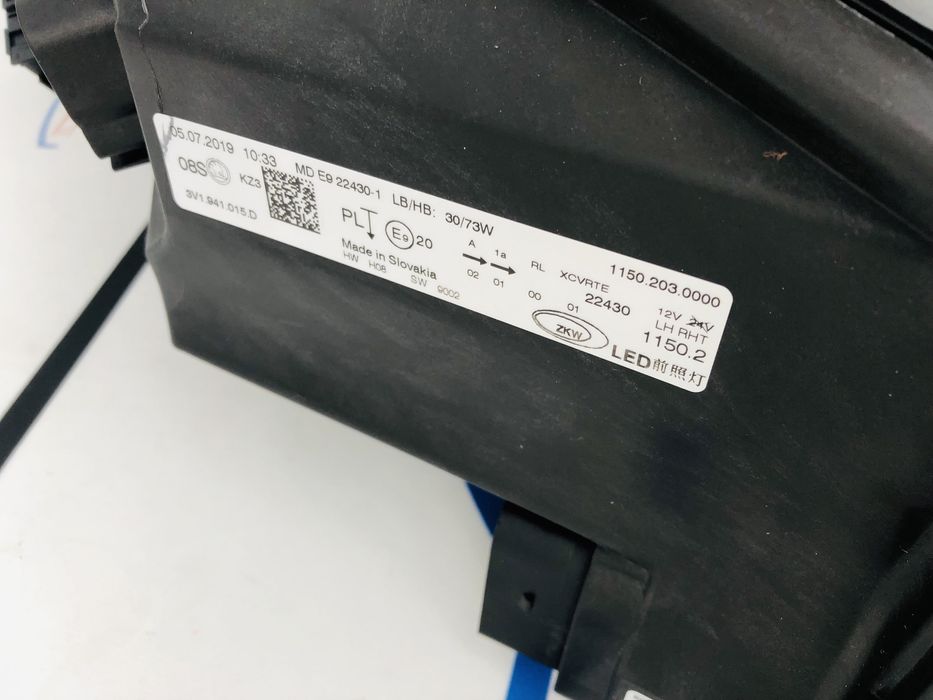 05.07.2019 10:33 MD E9 22430-1 LB/HB: 30/73W 1150.203.0000
08S KZ3 PL E9 20 A 1a RL XCVRTE 22430 12V 24V
3V1.941.015.D Made in Slovakia 02 01 00 01 LH RHT
HW H08 SW 9002 ZKW 1150.2
LED前照灯